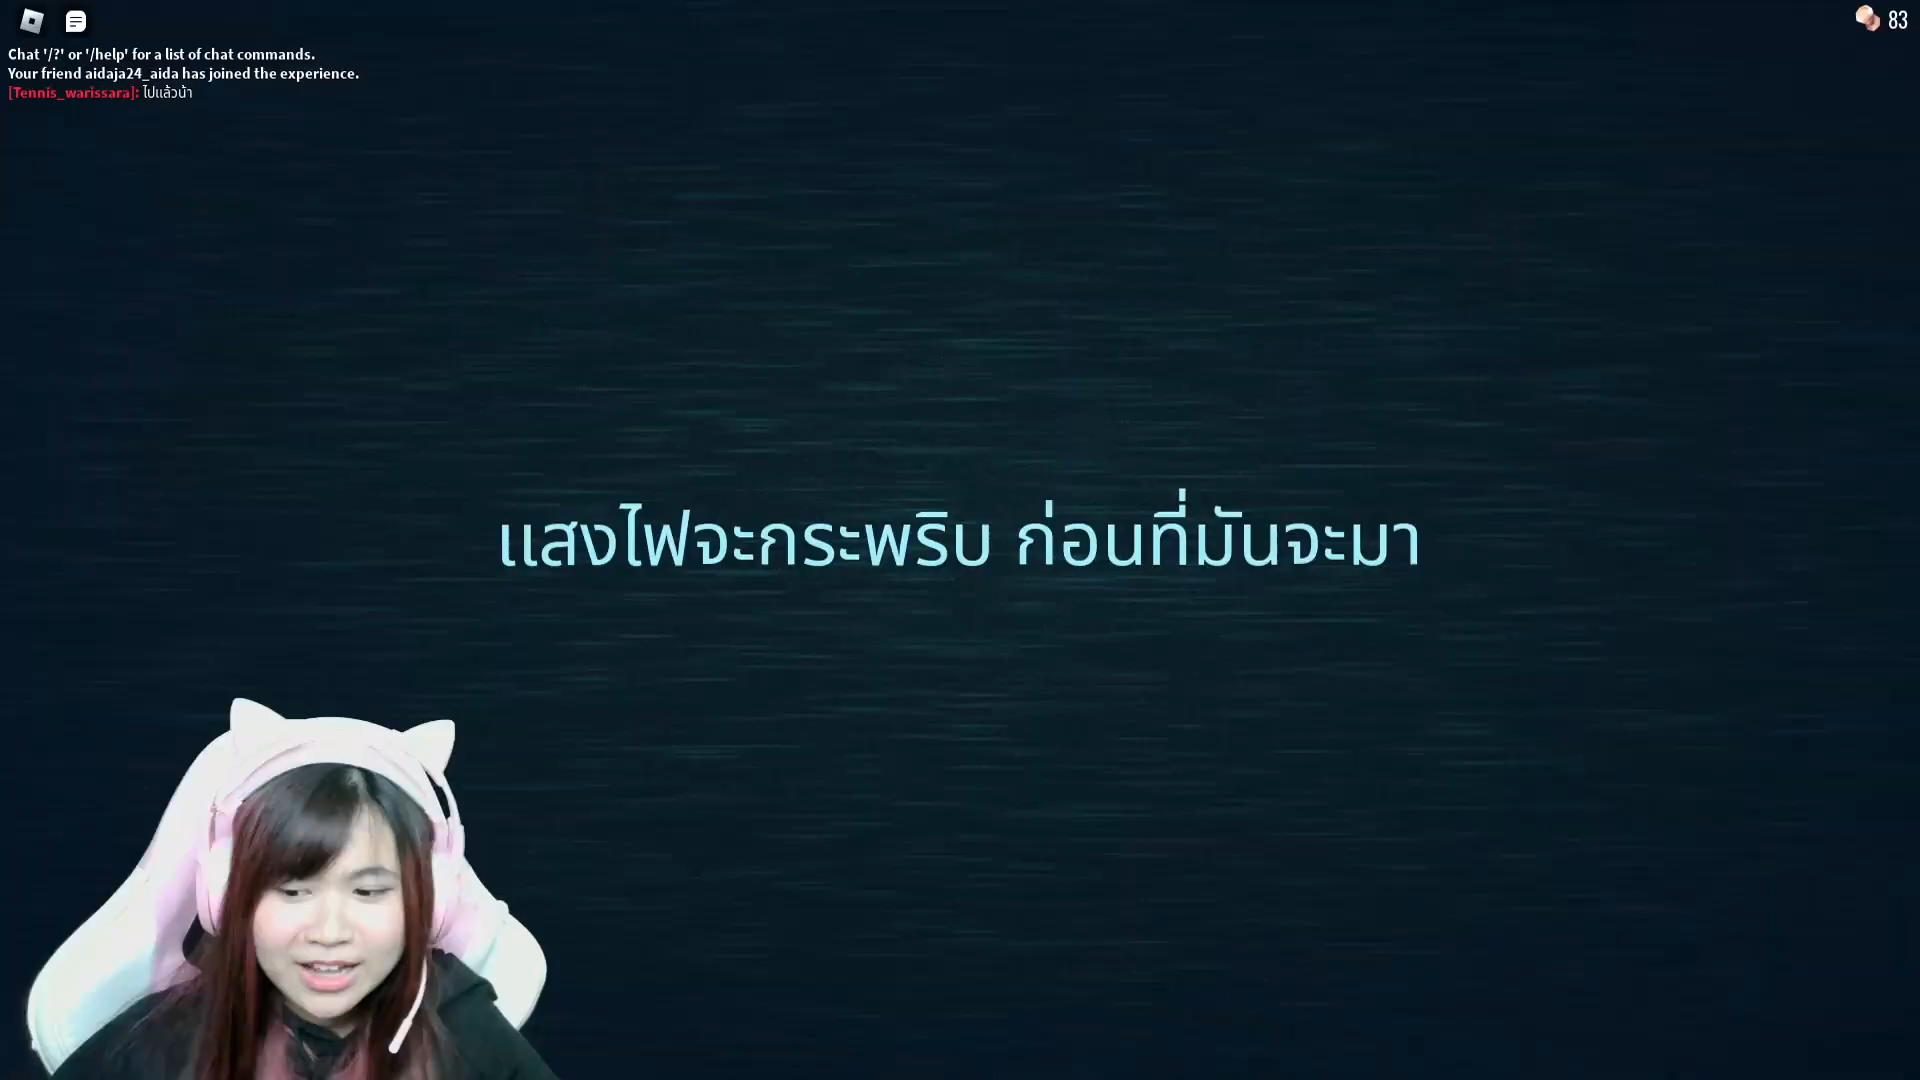 83
Chat '/?' or '/help' for a list of chat commands.
Your friend aidaja24_aida has joined the experience.
[Tennis_warissara]: ไปแล้วน้า
แสงไฟจะกระพริบ ก่อนที่มันจะมา